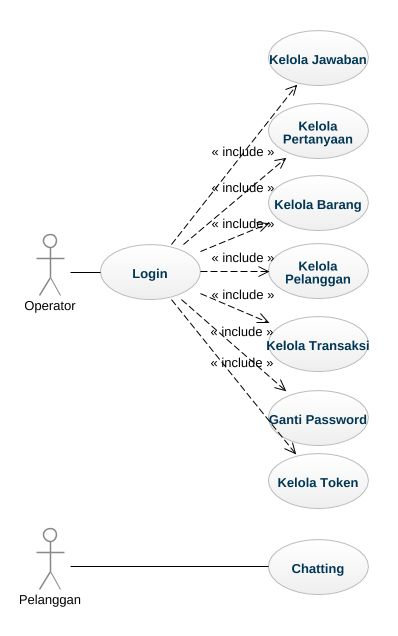 Kelola Jawaban
« include »
Kelola
Pertanyaan
« include »
Kelola Barang
« include »
Kelola
Pelanggan
« include »
Login
Operator
« include »
Kelola Transaksi
« include »
« include »
Ganti Password
Kelola Token
Chatting
Pelanggan